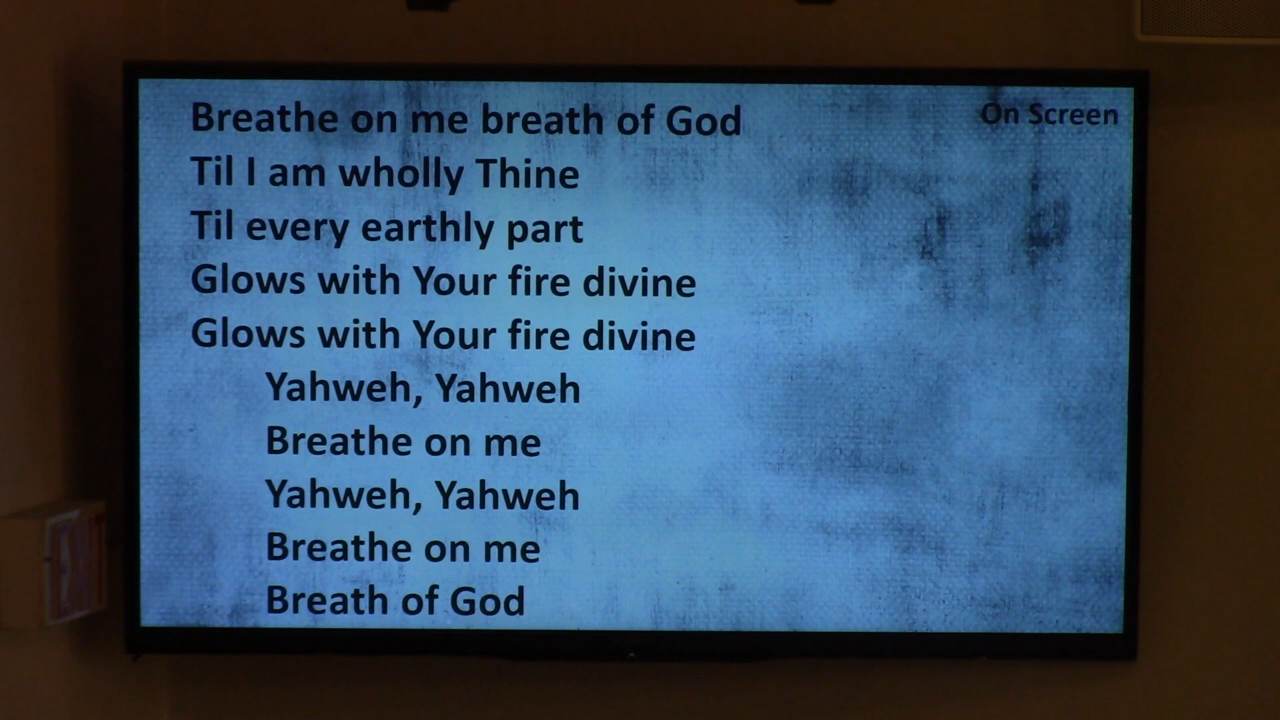 Breathe on me breath of God
On Screen
Til I am wholly Thine
Til every earthly part
Glows with Your fire divine
Glows with Your fire divine
Yahweh, Yahweh
Breathe on me
Yahweh, Yahweh
Breathe on me
Breath of God